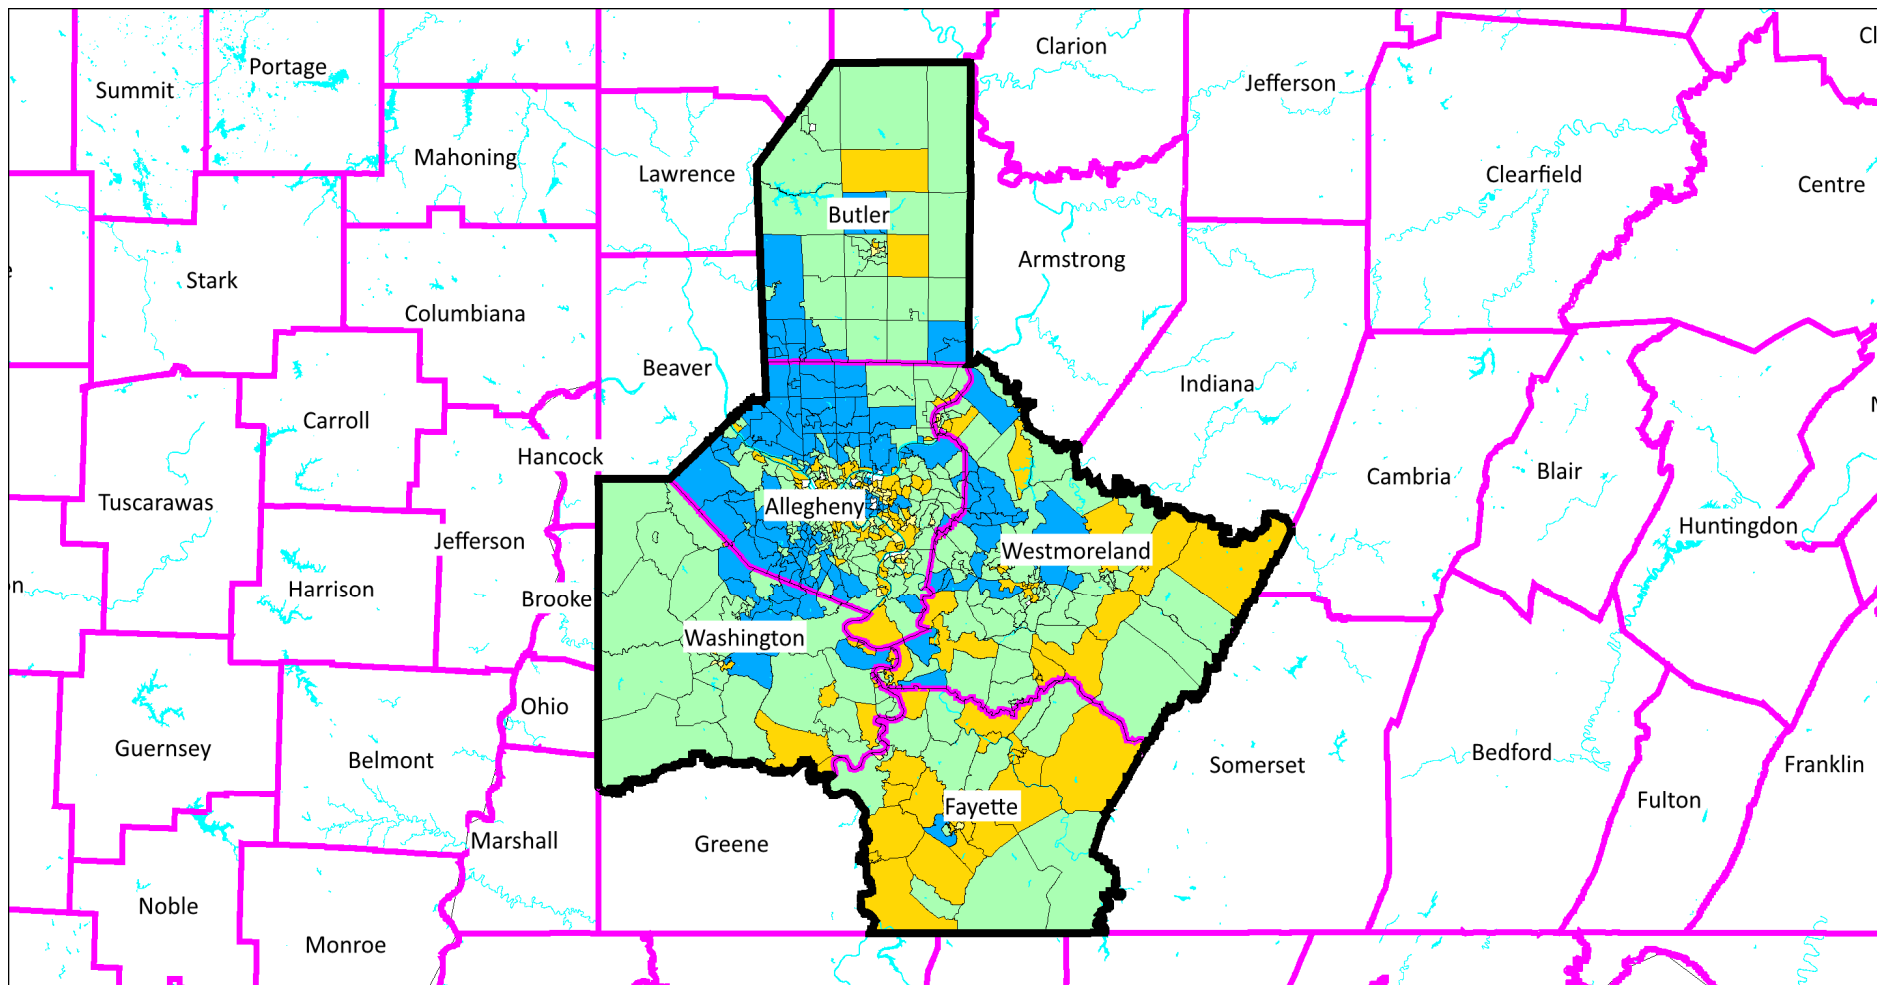 Clarion
Cl
Portage
Summit
Jefferson
Mahoning
Lawrence
Clearfield
Centre
Butler
Armstrong
e
Stark
Columbiana
Beaver
Indiana
Carroll
Hancock
Blair
Cambria
Tuscarawas
Allegheny
Huntingdon
Jefferson
Westmoreland
on
Harrison
Brooke
Washington
Ohio
Guernsey
Belmont
Somerset
Bedford
Franklin
Fulton
Fayette
Marshall
Greene
Noble
Monroe